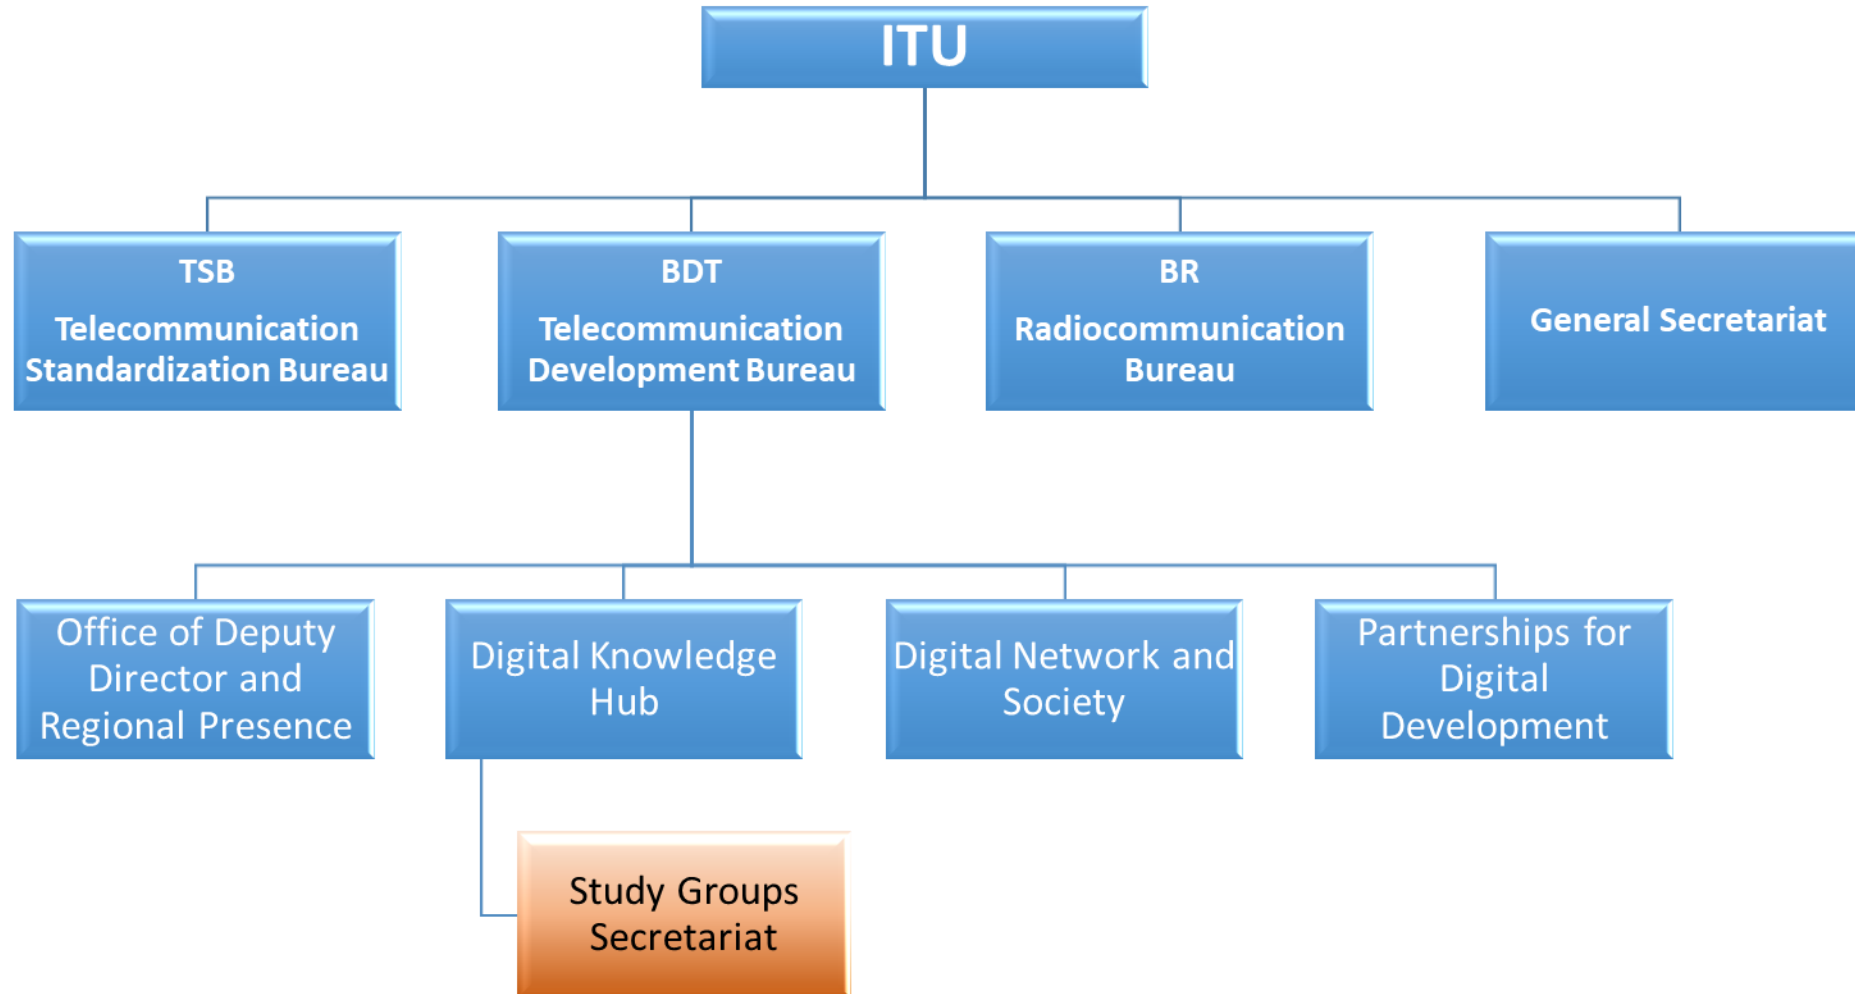 ITU
TSB
Telecommunication
Standardization Bureau
BDT
Telecommunication
Development Bureau
BR
Radiocommunication
Bureau
General Secretariat
Office of Deputy
Director and
Regional Presence
Digital Knowledge
Hub
Digital Network and
Society
Partnerships for
Digital
Development
Study Groups
Secretariat